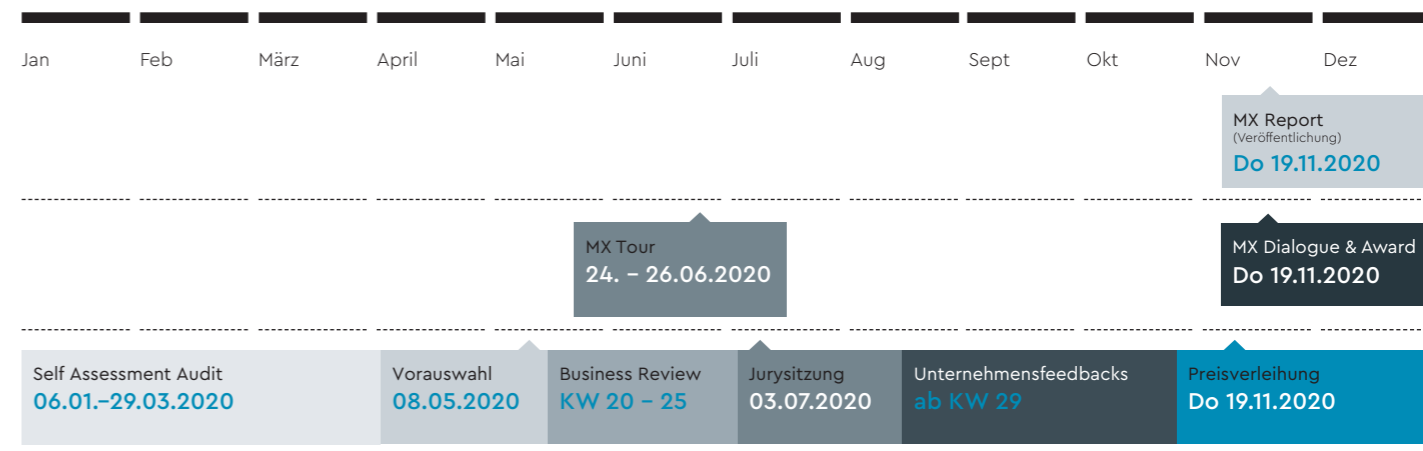 Jan Feb März April Mai Juni Juli Aug Sept Okt Nov Dez
MX Report
(Veröffentlichung)
Do 19.11.2020
MX Tour
24. – 26.06.2020
MX Dialogue & Award
Do 19.11.2020
Self Assessment Audit
06.01.–29.03.2020
Vorauswahl
08.05.2020
Business Review
KW 20 – 25
Jurysitzung
03.07.2020
Unternehmensfeedbacks
ab KW 29
Preisverleihung
Do 19.11.2020